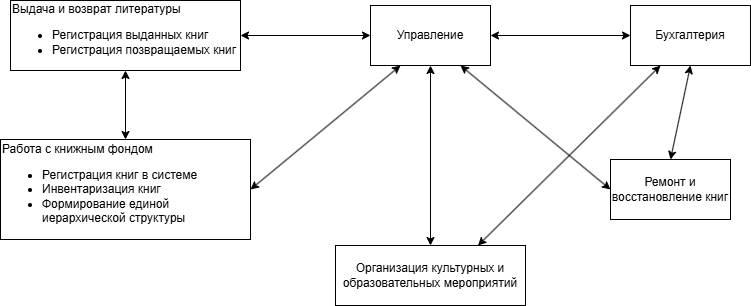 Выдача и возврат литературы
• Регистрация выданных книг
• Регистрация позвращаемых книг
Управление
Бухгалтерия
Работа с книжным фондом
• Регистрация книг в системе
• Инвентаризация книг
• Формирование единой
иерархической структуры
Ремонт и
восстановление книг
Организация культурных и
образовательных мероприятий